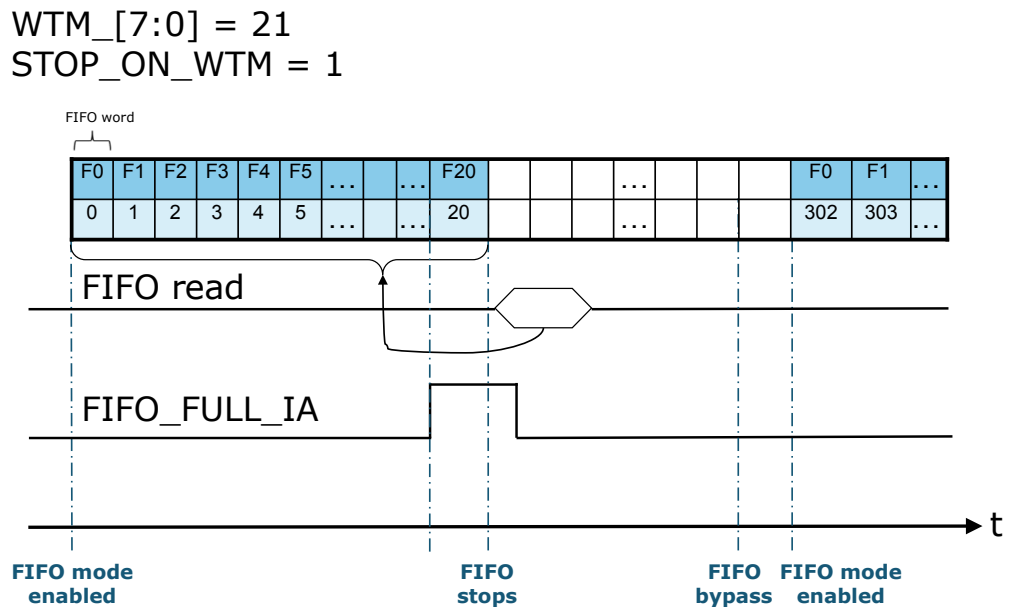 WTM_[7:0] = 21
STOP_ON_WTM = 1
FIFO word
F0 F1 F2 F3 F4 F5 ... ... F20 ... F0 F1 ...
0 1 2 3 4 5 ... ... 20 ... 302 303 ...
FIFO read
FIFO_FULL_IA
t
FIFO mode
enabled
FIFO
stops
FIFO
bypass
FIFO mode
enabled